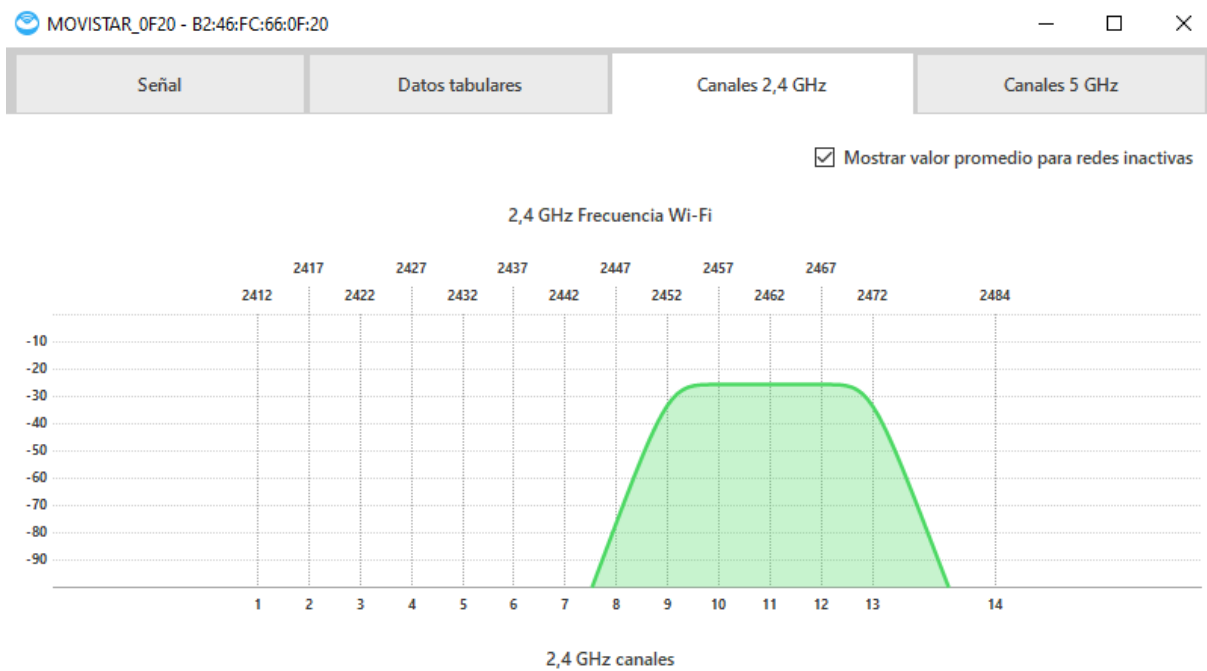 MOVISTAR_0F20 - B2:46:FC:66:0F:20
Señal Datos tabulares Canales 2,4 GHz Canales 5 GHz
Mostrar valor promedio para redes inactivas
2,4 GHz Frecuencia Wi-Fi
2417 2427 2437 2447 2457 2467
2412 2422 2432 2442 2452 2462 2472 2484
-10
-20
-30
-40
-50
-60
-70
-80
-90
1 2 3 4 5 6 7 8 9 10 11 12 13 14
2,4 GHz canales